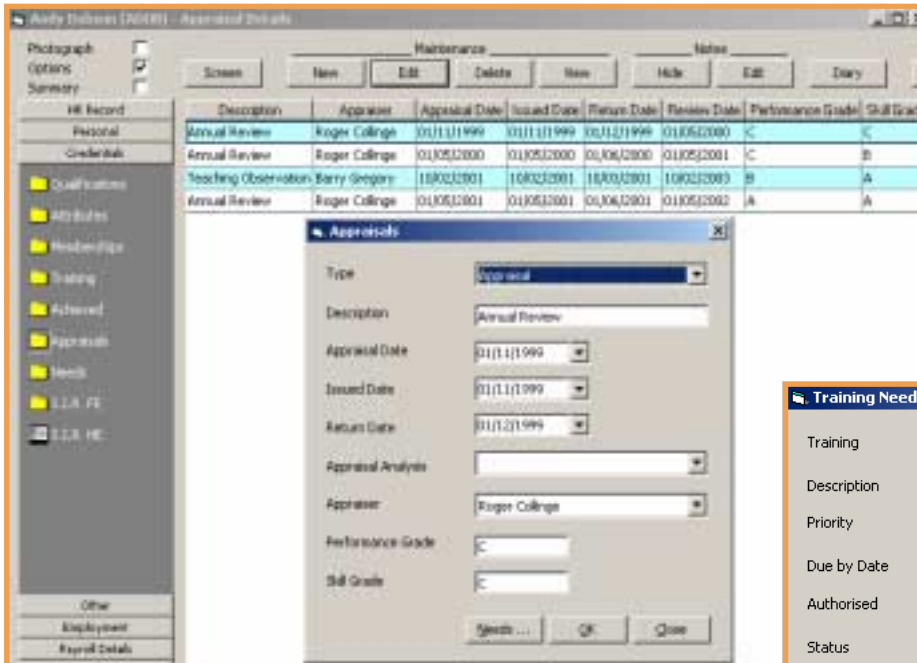 Appraisal Details
Photograph
Options
Summary
Maintenance
Notes
Screen New Edit Delete New Hide Edit Diary
HR Record
Personal
Credentials
Qualifications
Attributes
Memberships
Training
Achieved
Appraisals
Needs
Other
Employment
Payroll Details
Description Appraiser Appraisal Date Issued Date Return Date Review Date Performance Grade Skill
Annual Review Roger Collinge 01/11/1999 01/11/1999 01/12/1999 01/05/2000 C C
Annual Review Roger Collinge 01/05/2000 01/05/2000 01/06/2000 01/05/2001 C B
Teaching Observation Barry Gregory 10/02/2001 10/02/2001 10/03/2001 10/02/2003 B A
Annual Review Roger Collinge 01/05/2001 01/05/2001 01/06/2001 01/05/2002 A A
Appraisals
Type Appraisal
Description Annual Review
Appraisal Date 01/11/1999
Issued Date 01/11/1999
Return Date 01/12/1999
Appraisal Analysis
Appraiser Roger Collinge
Performance Grade C
Skill Grade C
Needs ... OK Close
Training Need
Training
Description
Priority
Due by Date
Authorised
Status